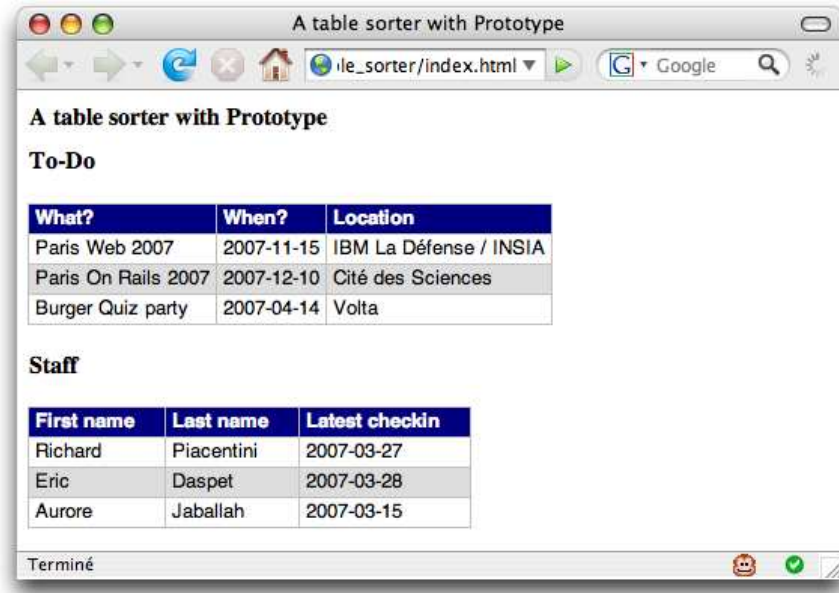 A table sorter with Prototype
le_sorter/index.html
G Google
A table sorter with Prototype
To-Do
What? When? Location
Paris Web 2007 2007-11-15 IBM La Défense / INSIA
Paris On Rails 2007 2007-12-10 Cité des Sciences
Burger Quiz party 2007-04-14 Volta
Staff
First name Last name Latest checkin
Richard Piacentini 2007-03-27
Eric Daspet 2007-03-28
Aurore Jaballah 2007-03-15
Terminé